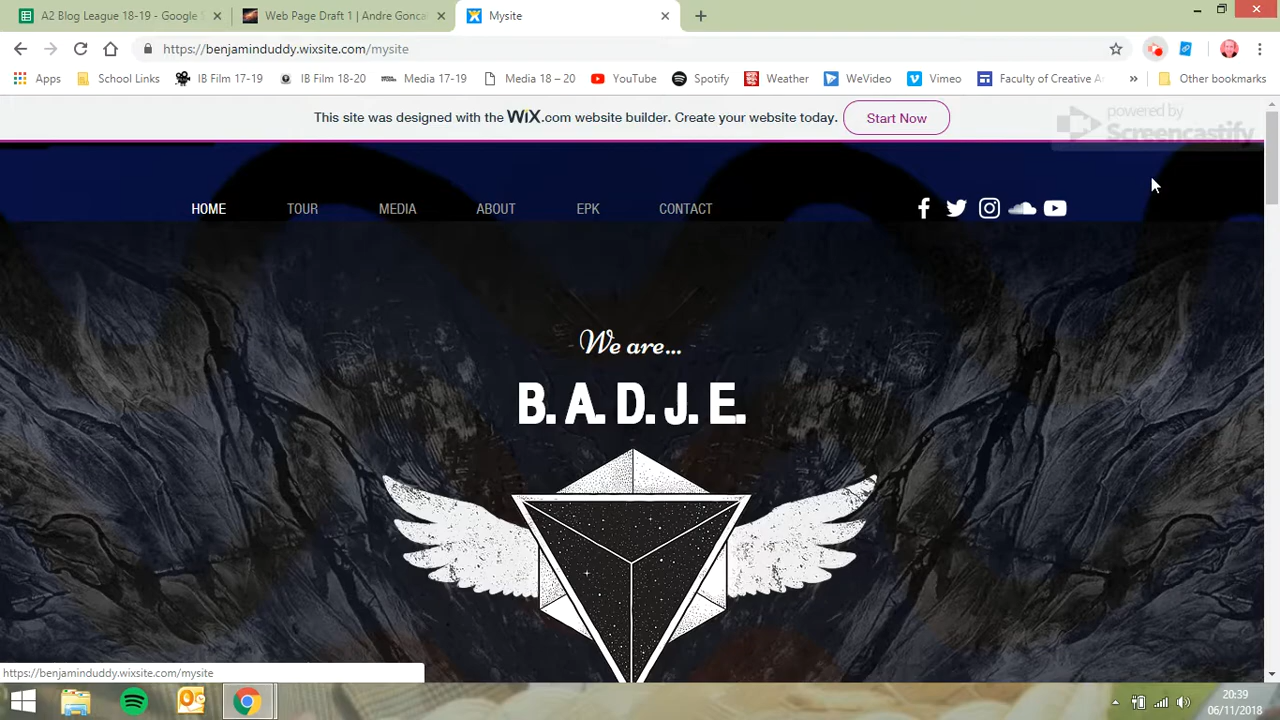 A2 Blog League 18-19 - Google
Web Page Draft 1 | Andre Gonca
Mysite
https://benjaminduddy.wixsite.com/mysite
Apps
School Links
IB Film 17-19
IB Film 18-20
Media 17-19
Media 18 – 20
YouTube
Spotify
Weather
WeVideo
Vimeo
Faculty of Creative
Other bookmarks
This site was designed with the WiX.com website builder. Create your website today.
Start Now
powered by
Screencastify
HOME
TOUR
MEDIA
ABOUT
EPK
CONTACT
We are...
B. A. D. J. E.
https://benjaminduddy.wixsite.com/mysite
20:39
06/11/2018